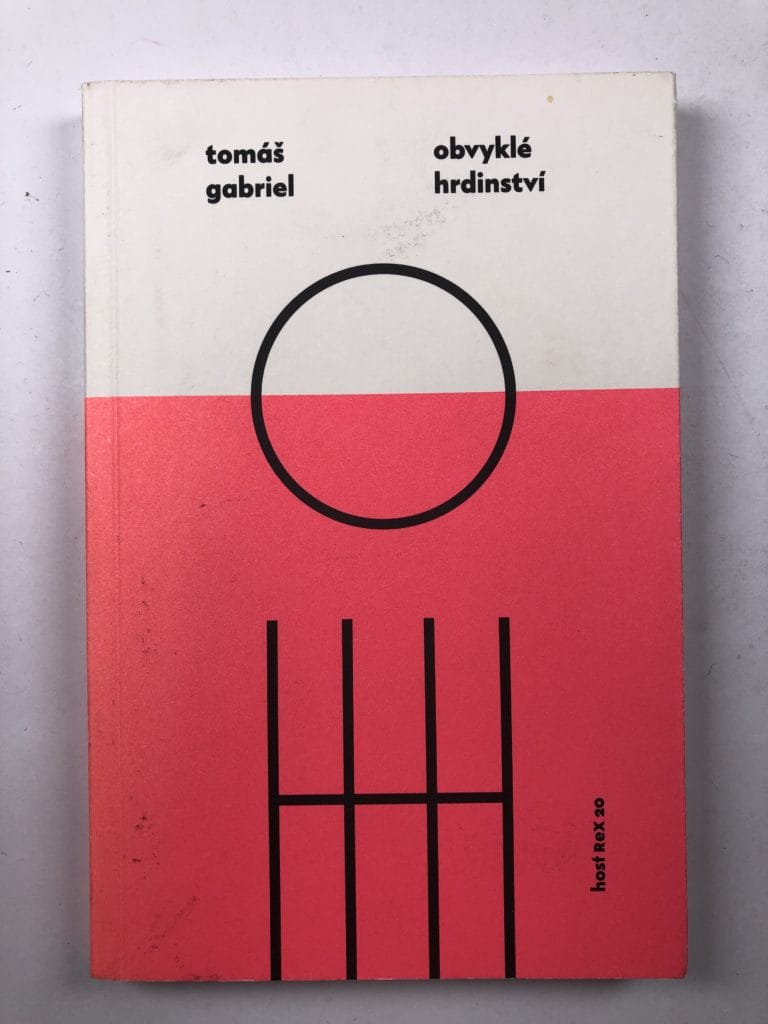 tomáš
gabriel
obvyklé
hrdinství
host ReX 20